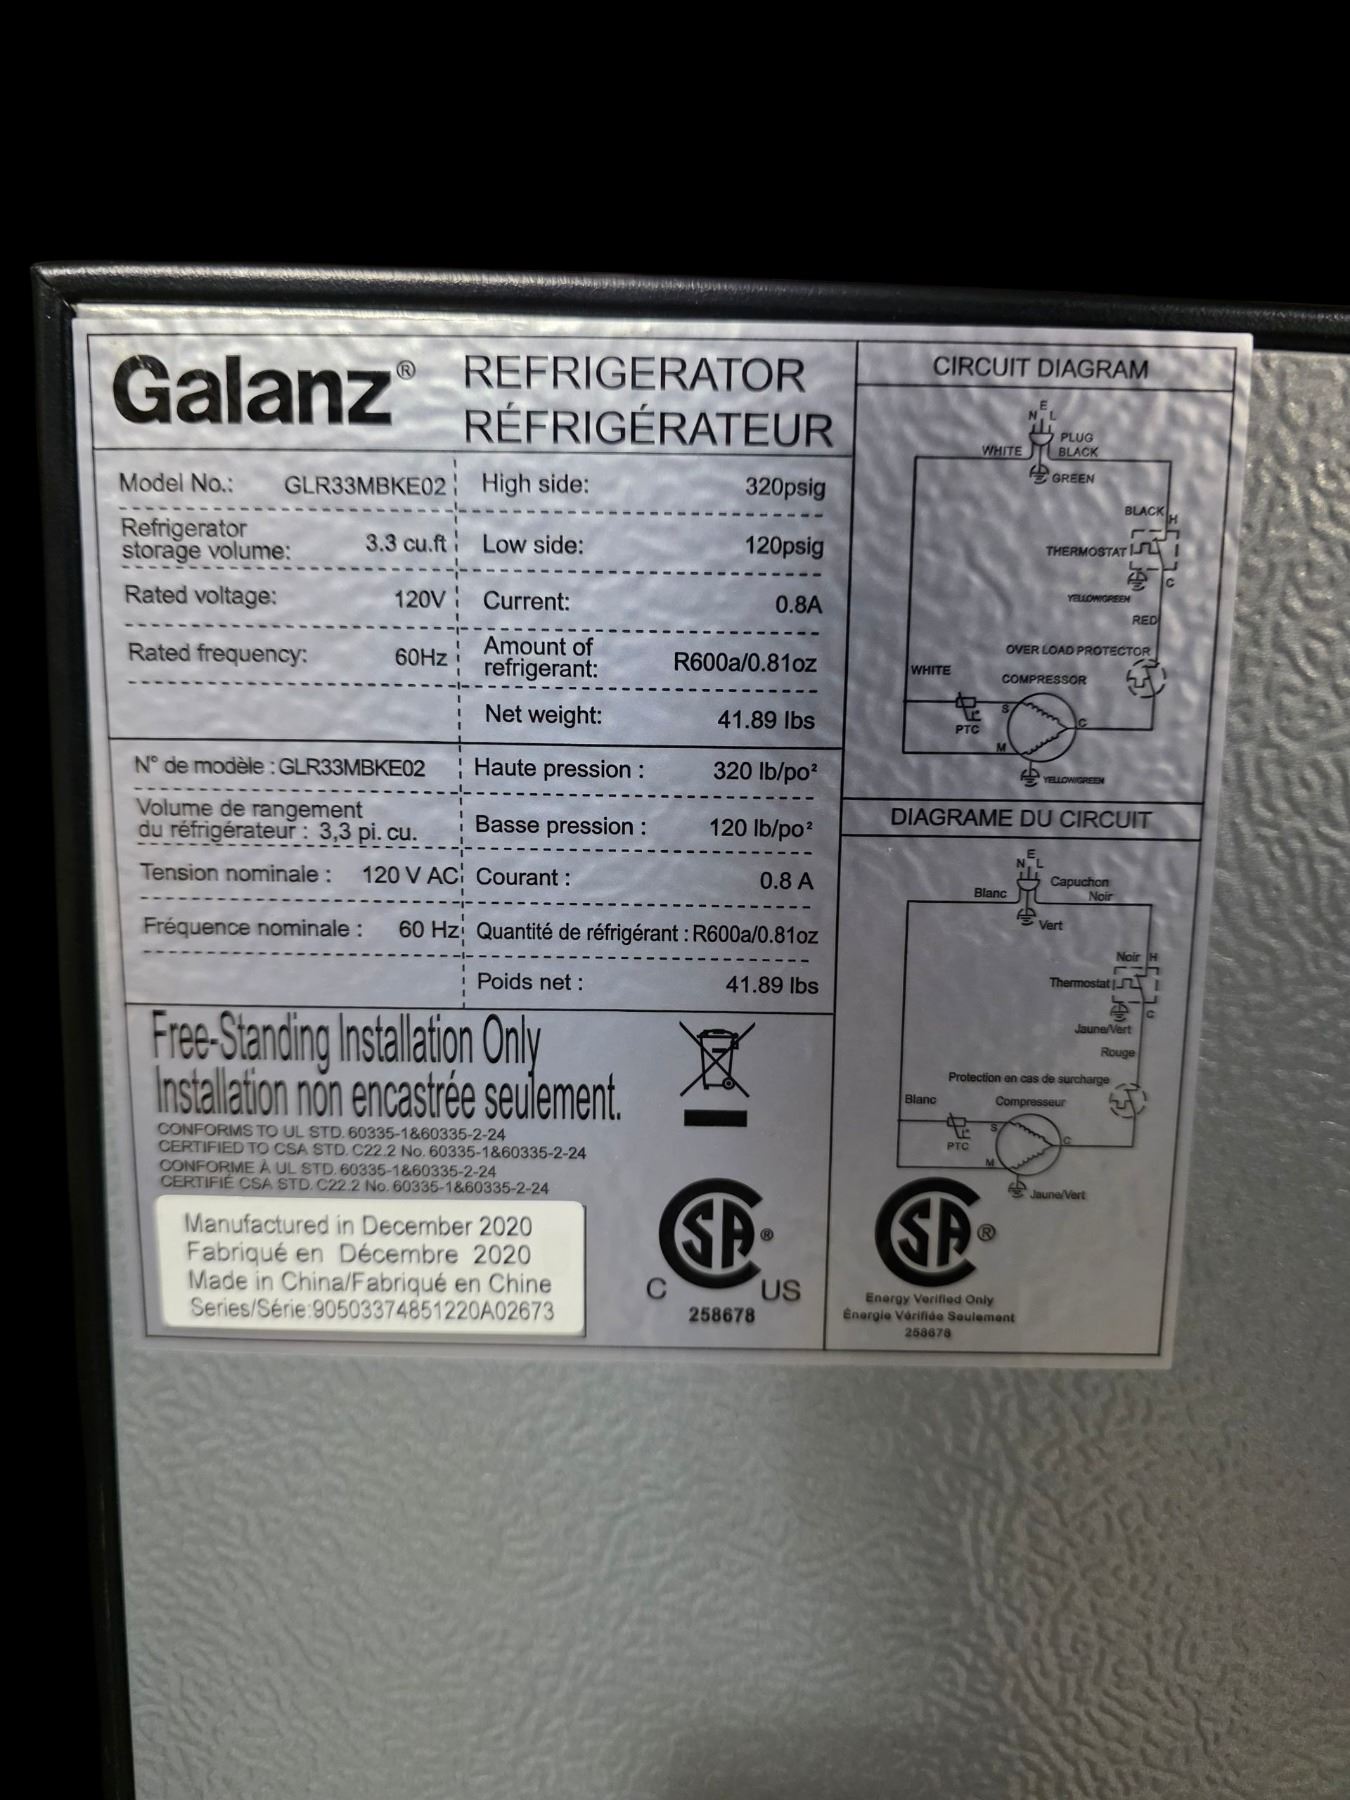 Galanz®
REFRIGERATOR
RÉFRIGÉRATEUR
Model No.: GLR33MBKE02
High side: 320psig
Refrigerator
storage volume: 3.3 cu.ft
Low side: 120psig
Rated voltage: 120V
Current: 0.8A
Rated frequency: 60Hz
Amount of
refrigerant: R600a/0.81oz
Net weight: 41.89 lbs
N° de modèle : GLR33MBKE02
Haute pression : 320 lb/po²
Volume de rangement
du réfrigérateur : 3,3 pi. cu.
Basse pression : 120 lb/po²
Tension nominale : 120 V AC
Courant : 0.8 A
Fréquence nominale : 60 Hz
Quantité de réfrigérant : R600a/0.81oz
Poids net : 41.89 lbs
Free-Standing Installation Only
Installation non encastrée seulement.
CONFORMS TO UL STD. 60335-1&60335-2-24
CERTIFIED TO CSA STD. C22.2 No. 60335-1&60335-2-24
CONFORME À UL STD. 60335-1&60335-2-24
CERTIFIÉ CSA STD. C22.2 No. 60335-1&60335-2-24
Manufactured in December 2020
Fabriqué en Décembre 2020
Made in China/Fabriqué en Chine
Series/Série:90503374851220A02673
SA®
C US
258678
CIRCUIT DIAGRAM
E
N L
PLUG
WHITE BLACK
GREEN
BLACK H
THERMOSTAT
C
YELLOW/GREEN
RED
OVER LOAD PROTECTOR
WHITE
COMPRESSOR
S
PTC
C
M
YELLOW/GREEN
DIAGRAME DU CIRCUIT
E
N L
Capuchon
Blanc Noir
Vert
Noir H
Thermostat
C
Jaune/Vert
Rouge
Protection en cas de surcharge
Blanc Compresseur
S
PTC
C
M
Jaune/Vert
SA®
Energy Verified Only
Énergie Vérifiée Seulement
258678